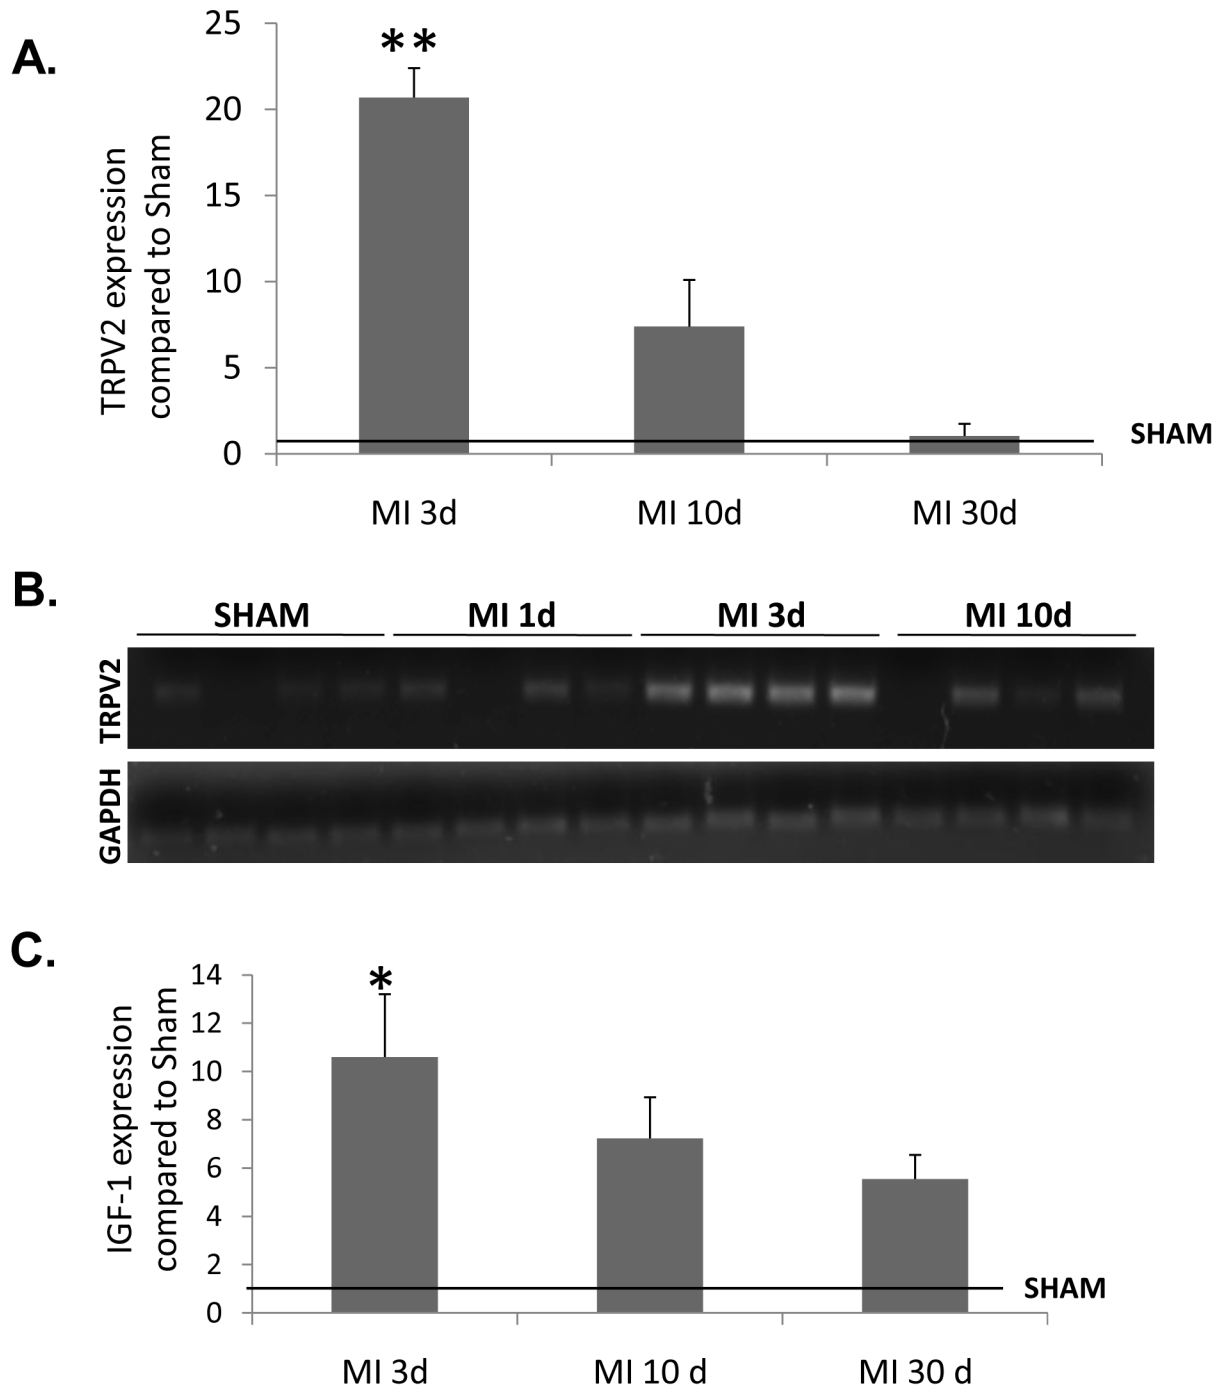 A.
TRPV2 expression
compared to Sham
25
20
15
10
5
0
**
SHAM
MI 3d
MI 10d
MI 30d
B.
SHAM
MI 1d
MI 3d
MI 10d
TRPV2
GAPDH
C.
IGF-1 expression
compared to Sham
14
12
10
8
6
4
2
0
*
SHAM
MI 3d
MI 10 d
MI 30 d